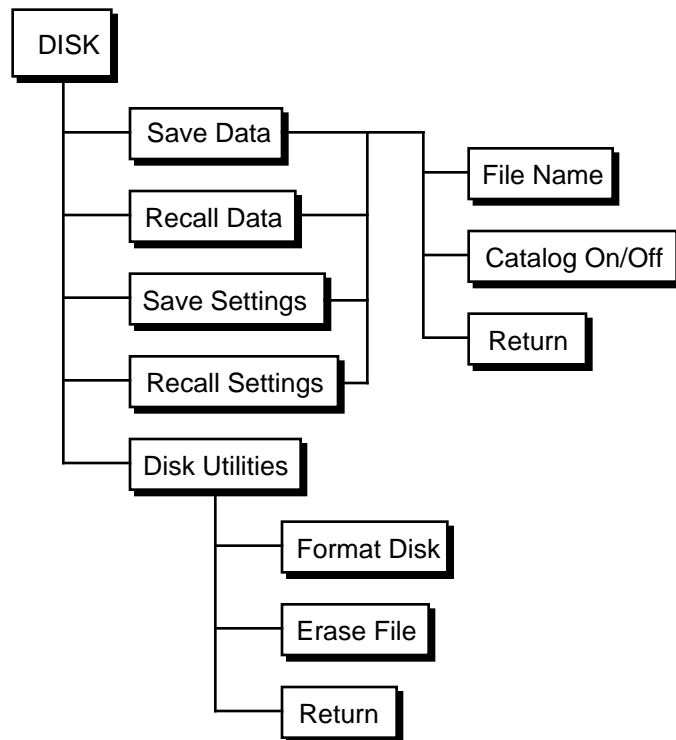 DISK
Save Data
Recall Data
Save Settings
Recall Settings
Disk Utilities
File Name
Catalog On/Off
Return
Format Disk
Erase File
Return